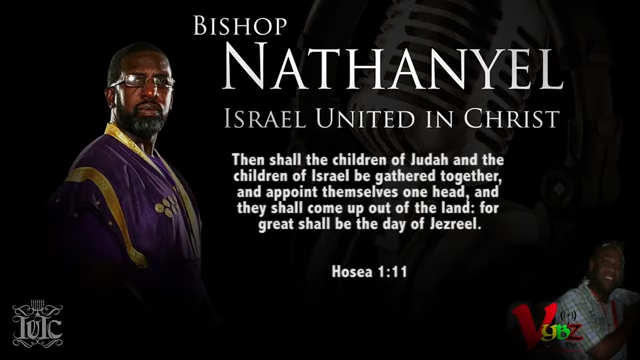 BISHOP
NATHANYEL
ISRAEL UNITED IN CHRIST
Then shall the children of Judah and the
children of Israel be gathered together,
and appoint themselves one head, and
they shall come up out of the land: for
great shall be the day of Jezreel.
Hosea 1:11
IUIC
VYBZ